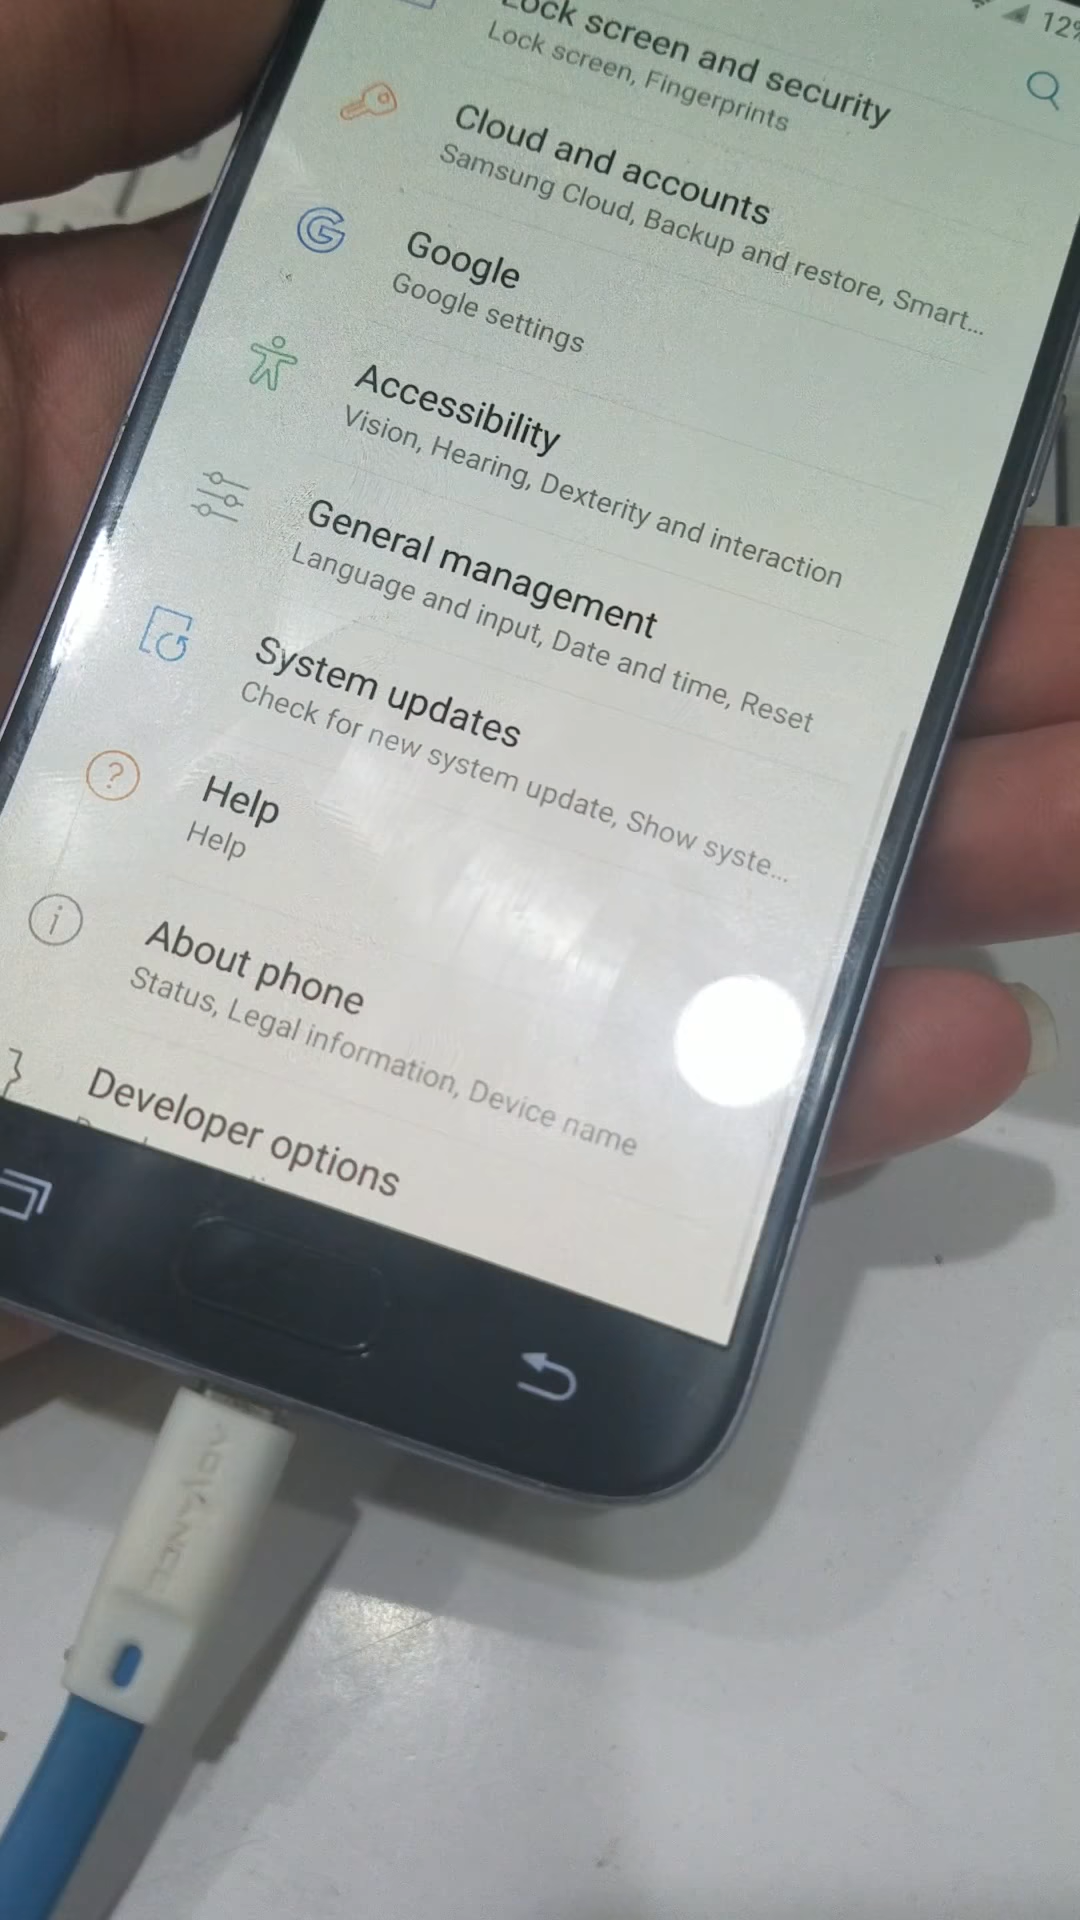 12%
Lock screen and security
Lock screen, Fingerprints
Cloud and accounts
Samsung Cloud, Backup and restore, Smart...
Google
Google settings
Accessibility
Vision, Hearing, Dexterity and interaction
General management
Language and input, Date and time, Reset
System updates
Check for new system update, Show syste...
Help
Help
About phone
Status, Legal information, Device name
Developer options
ADVANCE